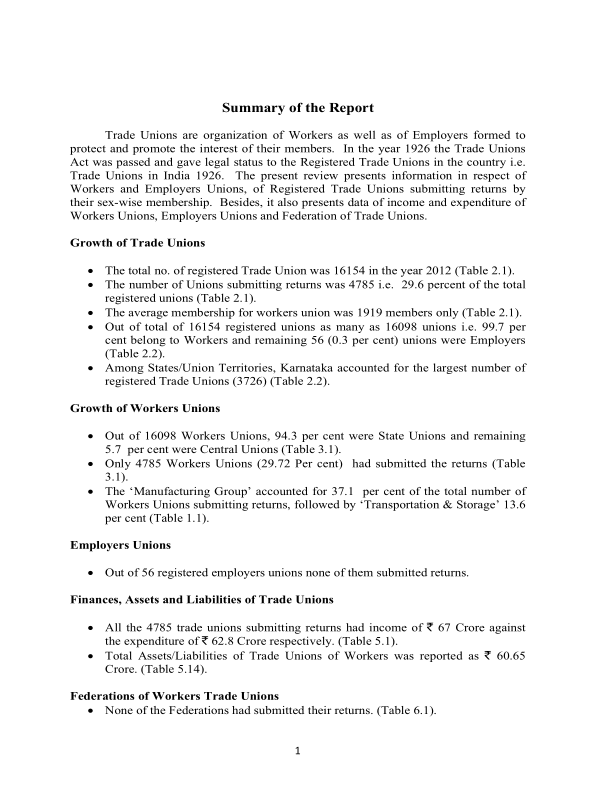 Summary of the Report
Trade Unions are organization of Workers as well as of Employers formed to
protect and promote the interest of their members. In the year 1926 the Trade Unions
Act was passed and gave legal status to the Registered Trade Unions in the country i.e.
Trade Unions in India 1926. The present review presents information in respect of
Workers and Employers Unions, of Registered Trade Unions submitting returns by
their sex-wise membership. Besides, it also presents data of income and expenditure of
Workers Unions, Employers Unions and Federation of Trade Unions.
Growth of Trade Unions
• The total no. of registered Trade Union was 16154 in the year 2012 (Table 2.1).
• The number of Unions submitting returns was 4785 i.e. 29.6 percent of the total
registered unions (Table 2.1).
• The average membership for workers union was 1919 members only (Table 2.1).
• Out of total of 16154 registered unions as many as 16098 unions i.e. 99.7 per
cent belong to Workers and remaining 56 (0.3 per cent) unions were Employers
(Table 2.2).
• Among States/Union Territories, Karnataka accounted for the largest number of
registered Trade Unions (3726) (Table 2.2).
Growth of Workers Unions
• Out of 16098 Workers Unions, 94.3 per cent were State Unions and remaining
5.7 per cent were Central Unions (Table 3.1).
• Only 4785 Workers Unions (29.72 Per cent) had submitted the returns (Table
3.1).
• The ‘Manufacturing Group’ accounted for 37.1 per cent of the total number of
Workers Unions submitting returns, followed by ‘Transportation & Storage’ 13.6
per cent (Table 1.1).
Employers Unions
• Out of 56 registered employers unions none of them submitted returns.
Finances, Assets and Liabilities of Trade Unions
• All the 4785 trade unions submitting returns had income of ₹ 67 Crore against
the expenditure of ₹ 62.8 Crore respectively. (Table 5.1).
• Total Assets/Liabilities of Trade Unions of Workers was reported as ₹ 60.65
Crore. (Table 5.14).
Federations of Workers Trade Unions
• None of the Federations had submitted their returns. (Table 6.1).
1